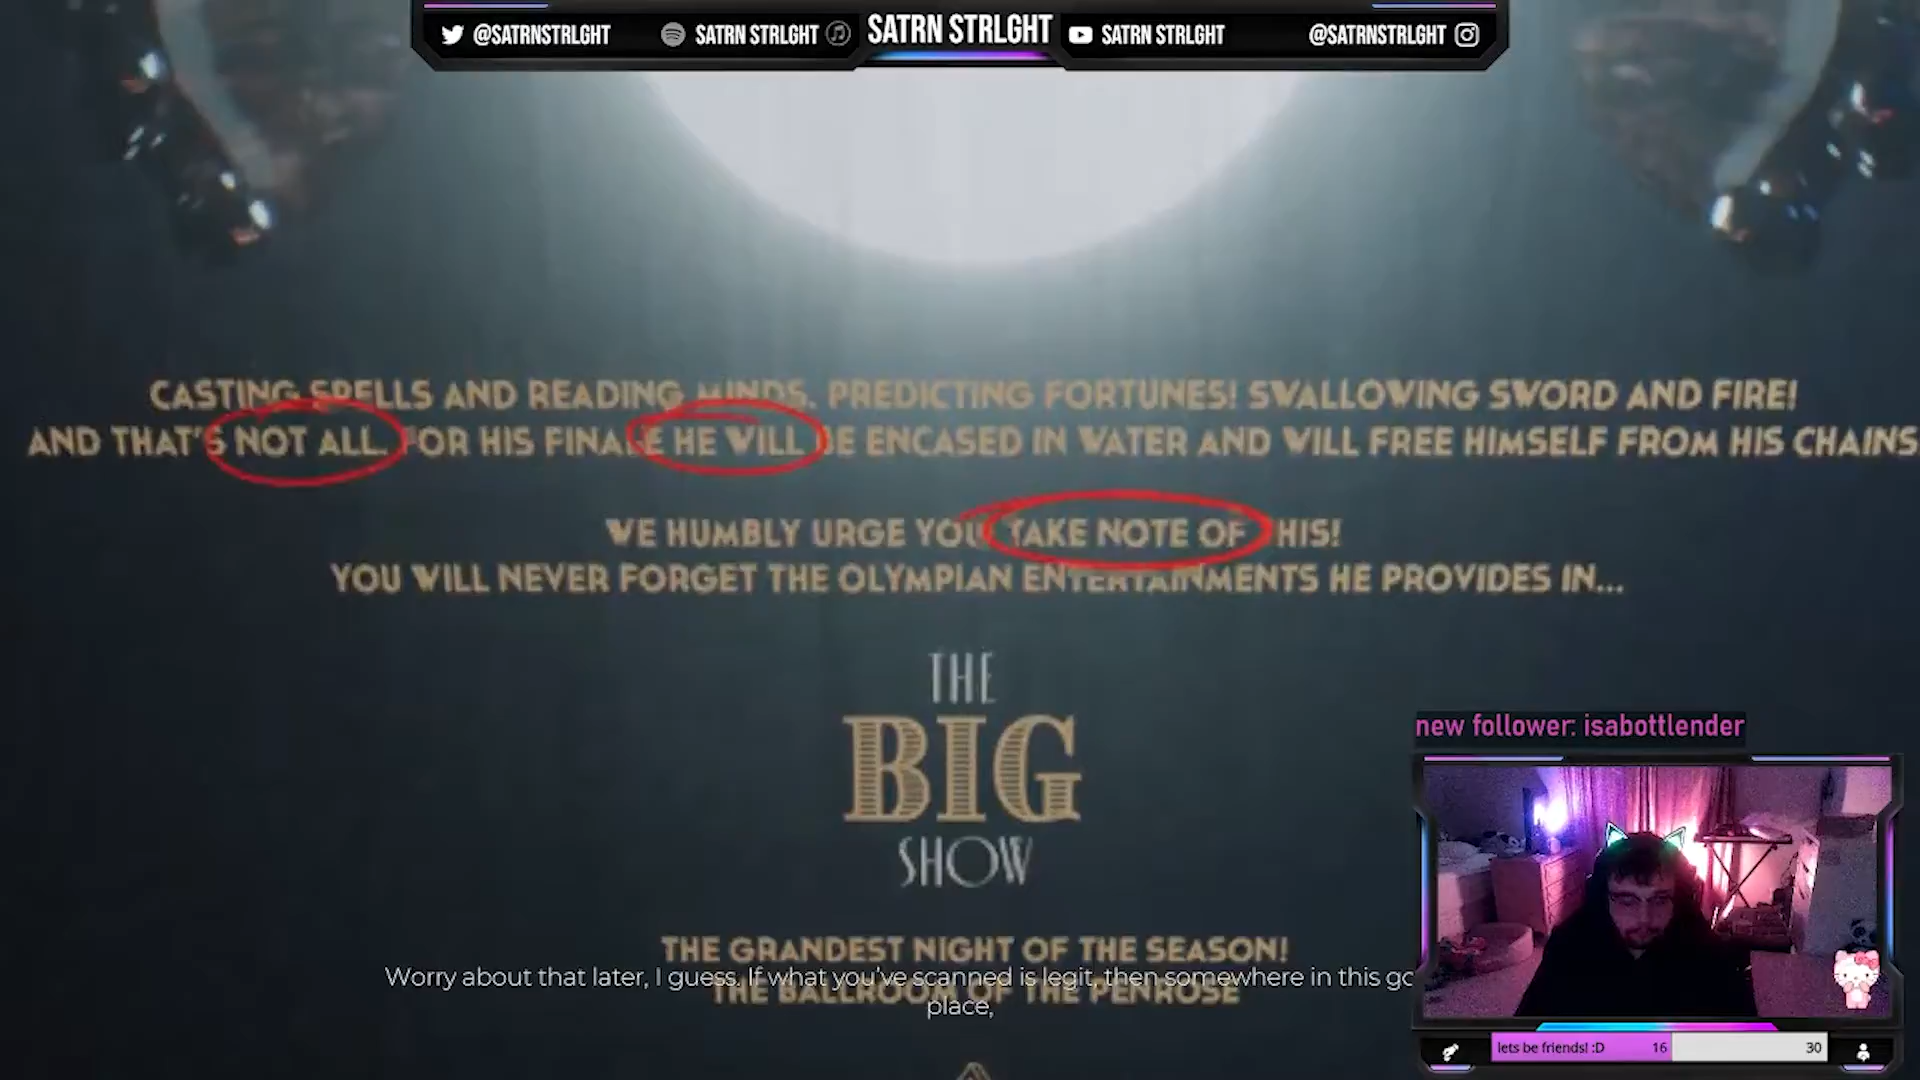 @SATRNSTRLGHT SATRN STRLGHT SATRN STRLGHT SATRN STRLGHT @SATRNSTRLGHT
CASTING SPELLS AND READING MINDS. PREDICTING FORTUNES! SWALLOWING SWORD AND FIRE!
AND THAT'S NOT ALL. FOR HIS FINALE HE WILL BE ENCASED IN WATER AND WILL FREE HIMSELF FROM HIS CHAINS
WE HUMBLY URGE YOU TAKE NOTE OF HIS!
YOU WILL NEVER FORGET THE OLYMPIAN ENTERTAINMENTS HE PROVIDES IN...
THE
BIG
SHOW
THE GRANDEST NIGHT OF THE SEASON!
THE BALLROOM OF THE PENROSE
Worry about that later, I guess. If what you've scanned is legit, then somewhere in this go
place,
new follower: isabottlender
lets be friends! :D 16 30